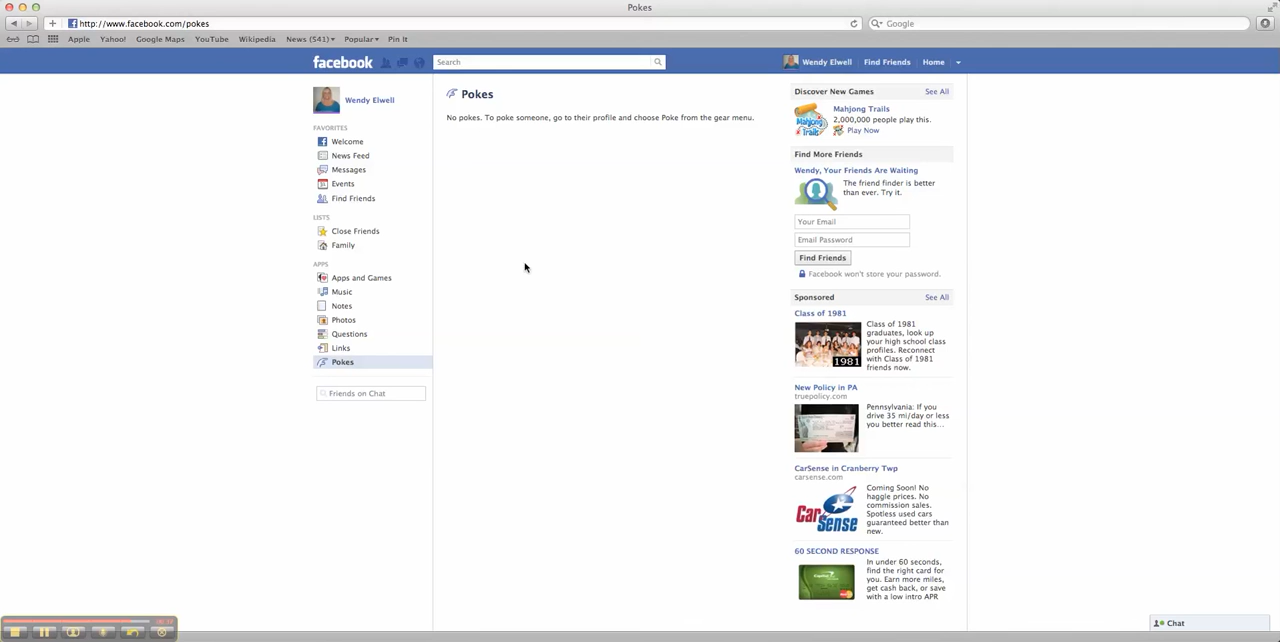 Pokes
http://www.facebook.com/pokes
Google
Apple Yahoo! Google Maps YouTube Wikipedia News (541) Popular Pin It
facebook
Search
Wendy Elwell Find Friends Home
Wendy Elwell
FAVORITES
Welcome
News Feed
Messages
Events
Find Friends
LISTS
Close Friends
Family
APPS
Apps and Games
Music
Notes
Photos
Questions
Links
Pokes
Friends on Chat
Pokes
No pokes. To poke someone, go to their profile and choose Poke from the gear menu.
Discover New Games See All
Mahjong Trails
2,000,000 people play this.
Play Now
Find More Friends
Wendy, Your Friends Are Waiting
The friend finder is better
than ever. Try it.
Your Email
Email Password
Find Friends
Facebook won't store your password.
Sponsored See All
Class of 1981
Class of 1981
graduates, look up
your high school class
profiles. Reconnect
with Class of 1981
friends now.
1981
New Policy in PA
truepolicy.com
Pennsylvania: If you
drive 35 mi/day or less
you better read this...
CarSense in Cranberry Twp
carsense.com
Coming Soon! No
haggle prices. No
commission sales.
Spotless used cars
guaranteed better than
new.
Car Sense
60 SECOND RESPONSE
In under 60 seconds,
find the right card for
you. Earn more miles,
get cash back, or save
with a low intro APR
Chat